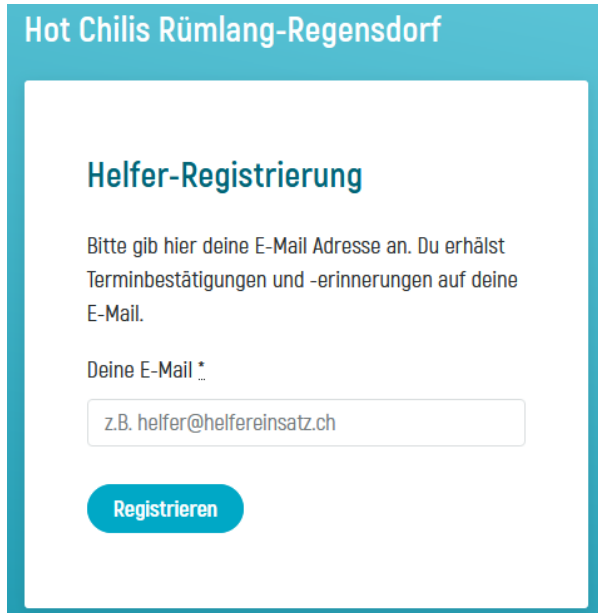 Hot Chilis Rümlang-Regensdorf
Helfer-Registrierung
Bitte gib hier deine E-Mail Adresse an. Du erhälst
Terminbestätigungen und -erinnerungen auf deine
E-Mail.
Deine E-Mail *
z.B. helfer@helfereinsatz.ch
Registrieren